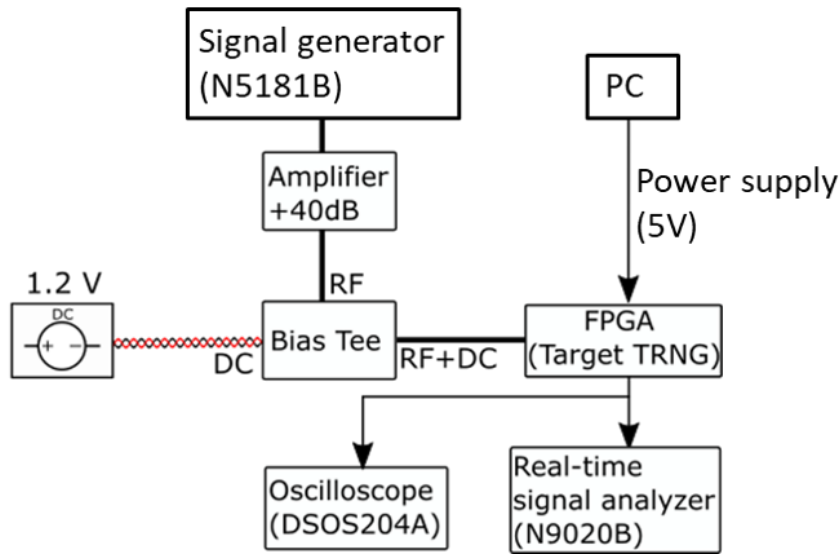 Signal generator
(N5181B)
PC
Amplifier
+40dB
Power supply
(5V)
RF
1.2 V
DC
+ -
DC
Bias Tee
RF+DC
FPGA
(Target TRNG)
Oscilloscope
(DSOS204A)
Real-time
signal analyzer
(N9020B)